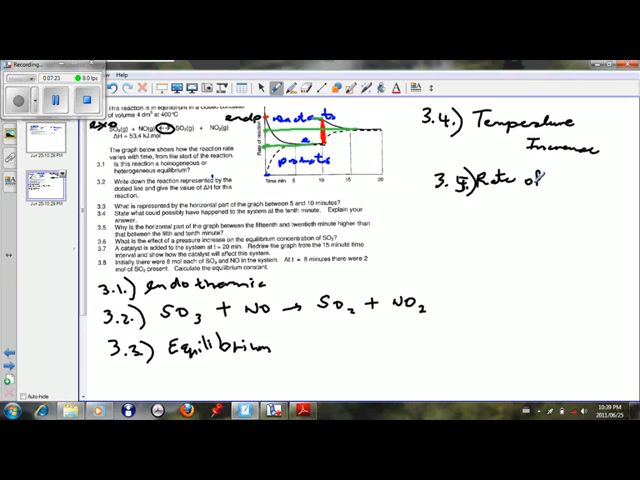 Recording...
07:23
8.0 fps
Help
This reaction is in equilibrium in a closed container
of volume 4 dm³ at 400°C
SO₃(g) + NO(g) SO₂(g) + NO₂(g)
ΔH = 53,4 kJ.mol
exo
endo
reactants
products
Rate of reaction
Time min 5 10 15 20
The graph below shows how the reaction rate
varies with time, from the start of the reaction.
3.1 Is this reaction a homogeneous or
heterogeneous equilibrium?
3.2 Write down the reaction represented by the
dotted line and give the value of ΔH for this
reaction.
3.3 What is represented by the horizontal part of the graph between 5 and 10 minutes?
3.4 State what could possibly have happened to the system at the tenth minute. Explain your
answer.
3.5 Why is the horizontal part of the graph between the fifteenth and twentieth minute higher than
that between the fifth and the tenth minute?
3.6 What is the effect of a pressure increase on the equilibrium concentration of SO₃?
3.7 A catalyst is added to the system at t = 20 min. Redraw the graph from the 15 minute time
interval and show how the catalyst will affect this system.
3.8 Initially there were 8 mol each of SO₃ and NO in the system. At t = 8 minutes there were 2
mol of SO₃ present. Calculate the equilibrium constant.
3.1.) endothermic
3.2.) SO₃ + NO → SO₂ + NO₂
3.3.) Equilibrium
3.4.) Temperature
Increase
3.5.) Rate of
Jun 25-10:28 PM
Jun 25-10:28 PM
Auto-hide
10:39 PM
2011/06/25